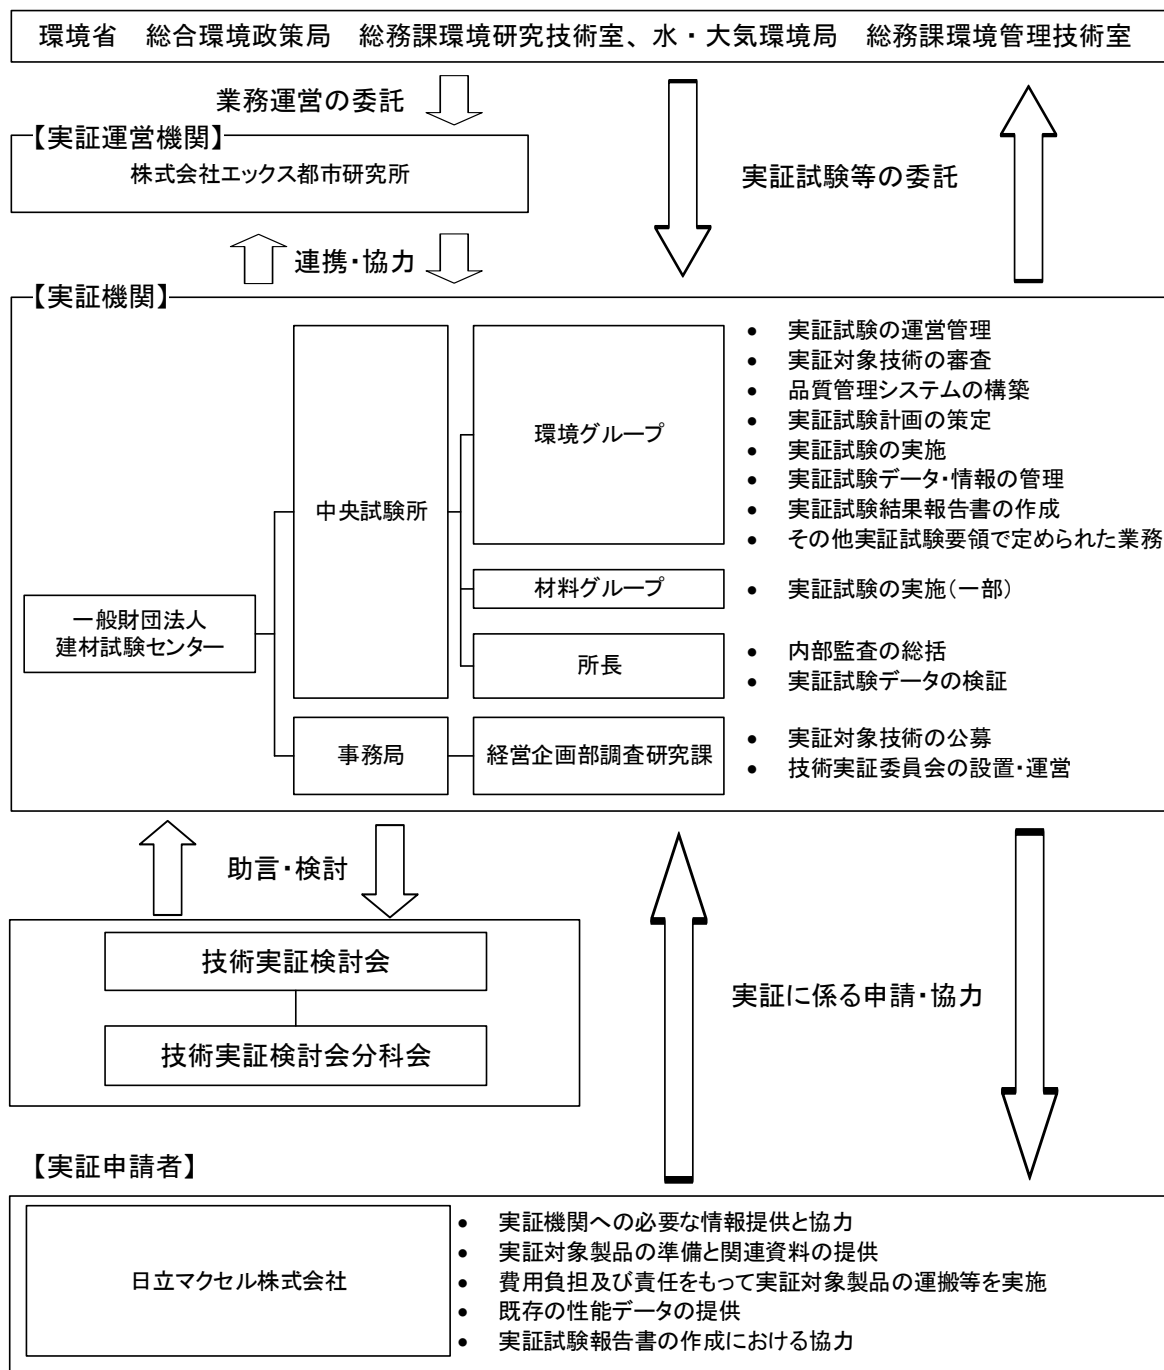 環境省　総合環境政策局　総務課環境研究技術室、水・大気環境局　総務課環境管理技術室
業務運営の委託
【実証運営機関】
株式会社エックス都市研究所
実証試験等の委託
連携・協力
【実証機関】
一般財団法人
建材試験センター
中央試験所
環境グループ
• 実証試験の運営管理
• 実証対象技術の審査
• 品質管理システムの構築
• 実証試験計画の策定
• 実証試験の実施
• 実証試験データ・情報の管理
• 実証試験結果報告書の作成
• その他実証試験要領で定められた業務
材料グループ
• 実証試験の実施（一部）
所長
• 内部監査の総括
• 実証試験データの検証
事務局
経営企画部調査研究課
• 実証対象技術の公募
• 技術実証委員会の設置・運営
助言・検討
技術実証検討会
技術実証検討会分科会
実証に係る申請・協力
【実証申請者】
日立マクセル株式会社
• 実証機関への必要な情報提供と協力
• 実証対象製品の準備と関連資料の提供
• 費用負担及び責任をもって実証対象製品の運搬等を実施
• 既存の性能データの提供
• 実証試験報告書の作成における協力